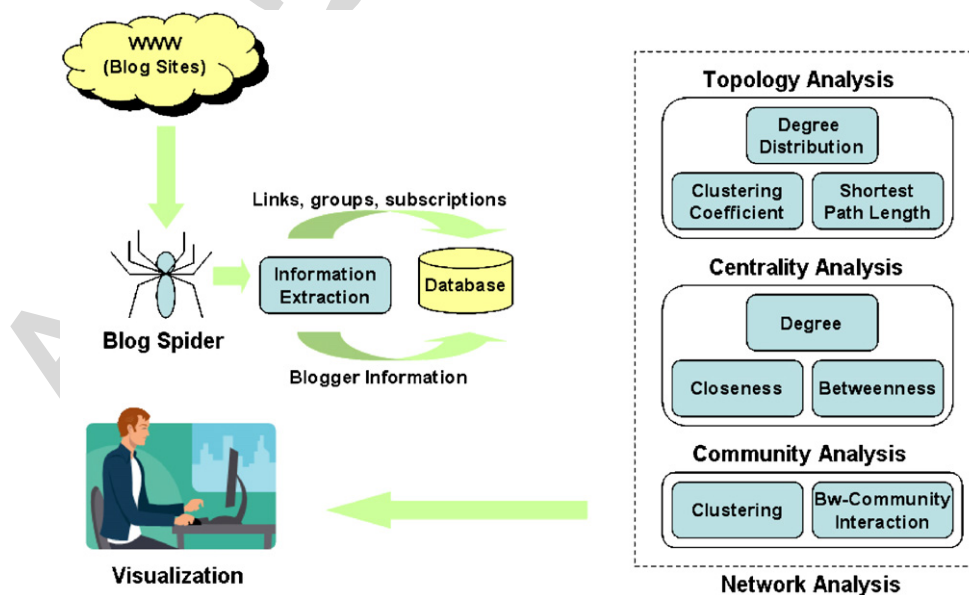 WWW
(Blog Sites)
Links, groups, subscriptions
Information
Extraction
Database
Blog Spider
Blogger Information
Visualization
Topology Analysis
Degree
Distribution
Clustering
Coefficient
Shortest
Path Length
Centrality Analysis
Degree
Closeness
Betweenness
Community Analysis
Clustering
Bw-Community
Interaction
Network Analysis